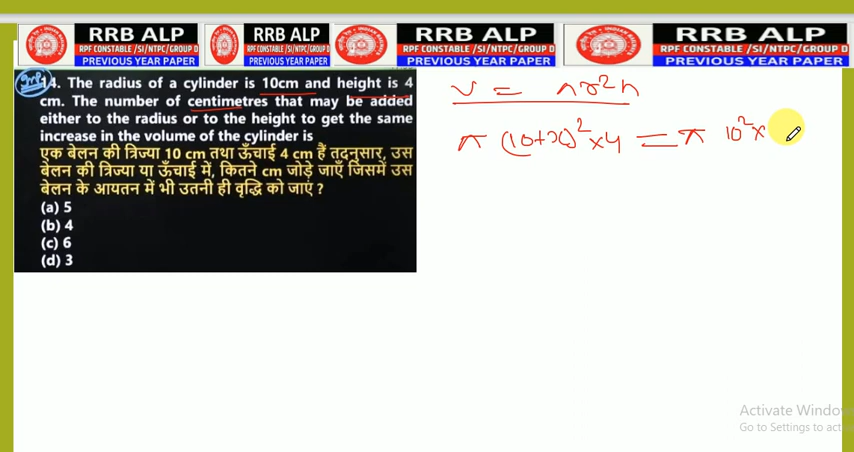 RRB ALP RRB ALP RRB ALP RRB ALP
RPF CONSTABLE /SI/NTPC/GROUP D RPF CONSTABLE /SI/NTPC/GROUP D RPF CONSTABLE /SI/NTPC/GROUP D RPF CONSTABLE /SI/NTPC/GROUP D
PREVIOUS YEAR PAPER PREVIOUS YEAR PAPER PREVIOUS YEAR PAPER PREVIOUS YEAR PAPER
14. The radius of a cylinder is 10cm and height is 4
cm. The number of centimetres that may be added
either to the radius or to the height to get the same
increase in the volume of the cylinder is
एक बेलन की त्रिज्या 10 cm तथा ऊँचाई 4 cm हैं तदनुसार, उस
बेलन की त्रिज्या या ऊँचाई में, कितने cm जोड़े जाएँ जिसमें उस
बेलन के आयतन में भी उतनी ही वृद्धि को जाएं ?
(a) 5
(b) 4
(c) 6
(d) 3
v = πr²h
π (10+x)² × 4 = π 10² ×
Activate Window
Go to Settings to acti